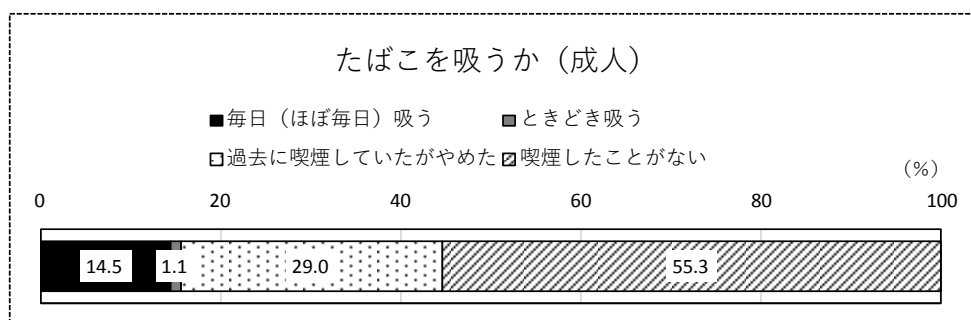 たばこを吸うか（成人）
■毎日（ほぼ毎日）吸う ■ときどき吸う
過去に喫煙していたがやめた 喫煙したことがない
（%）
0 20 40 60 80 100
14.5 1.1 29.0 55.3